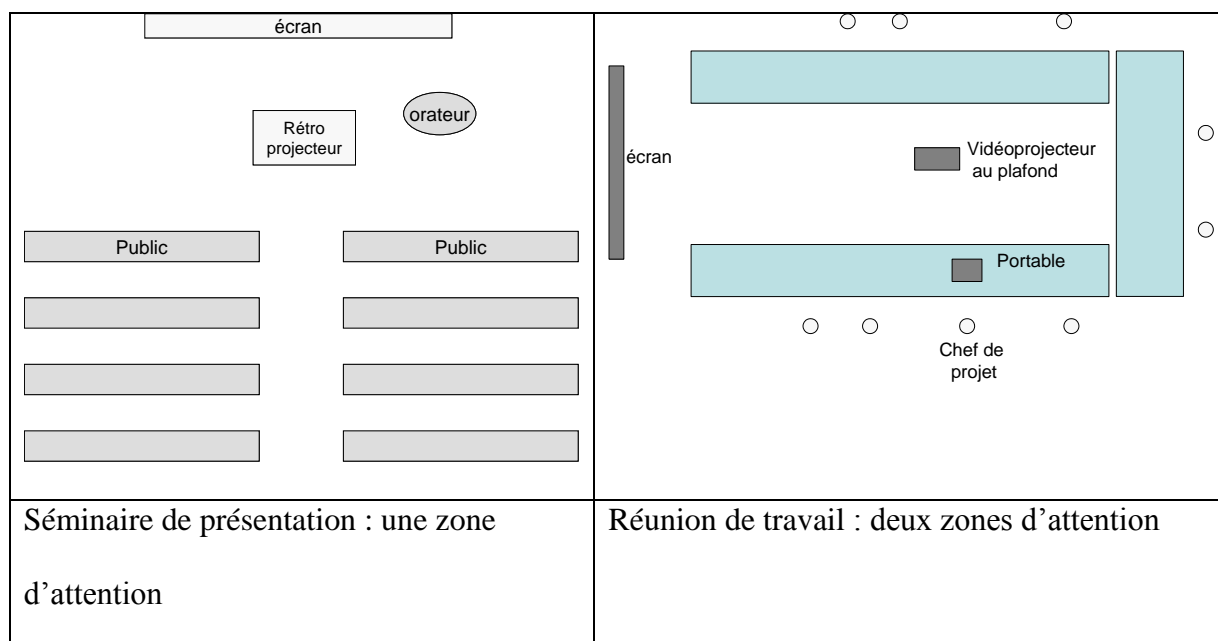 écran
orateur
Rétro
projecteur
Public
Public
Séminaire de présentation : une zone
d’attention
écran
Vidéoprojecteur
au plafond
Portable
Chef de
projet
Réunion de travail : deux zones d’attention